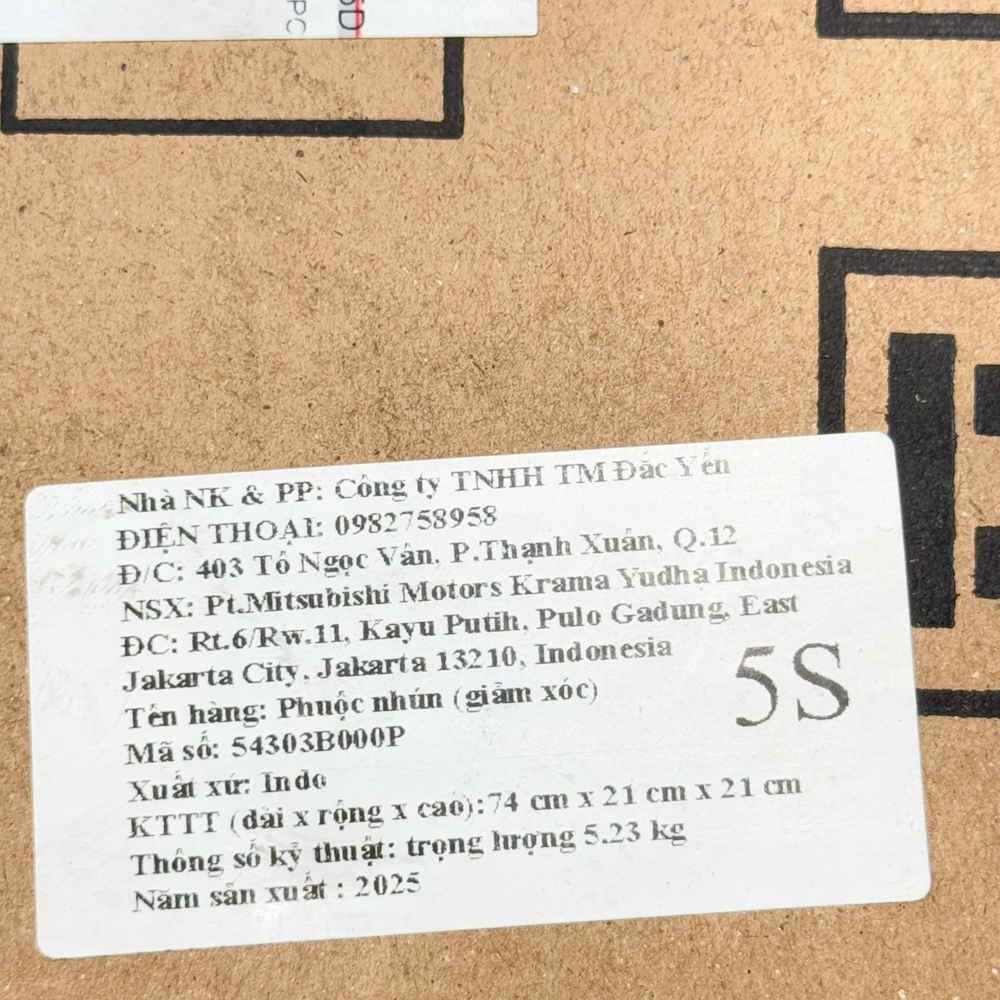 5D
PC
Nhà NK & PP: Công ty TNHH TM Đắc Yến
ĐIỆN THOẠI: 0982758958
Đ/C: 403 Tô Ngọc Vân, P.Thạnh Xuân, Q.12
NSX: Pt.Mitsubishi Motors Krama Yudha Indonesia
ĐC: Rt.6/Rw.11, Kayu Putih, Pulo Gadung, East
Jakarta City, Jakarta 13210, Indonesia
Tên hàng: Phuộc nhún (giảm xóc)
5S
Mã số: 54303B000P
Xuất xứ: Indo
KTTT (dài x rộng x cao):74 cm x 21 cm x 21 cm
Thông số kỹ thuật: trọng lượng 5.23 kg
Năm sản xuất : 2025